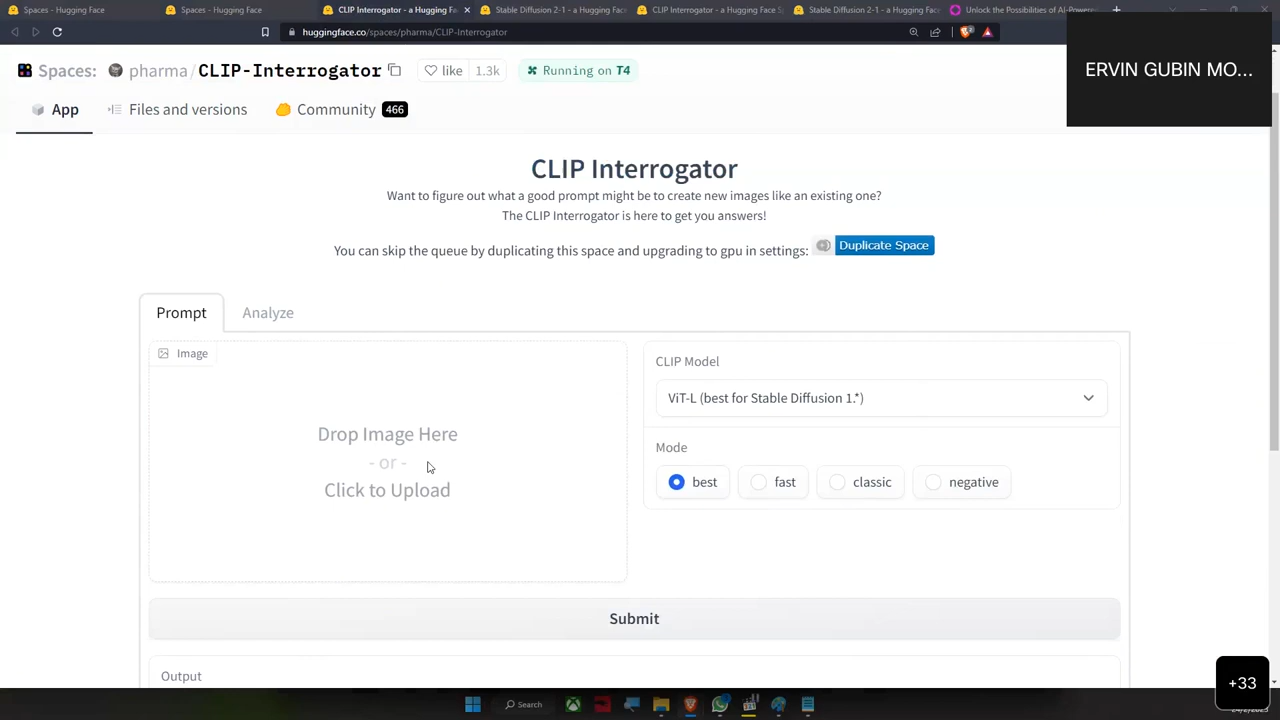 Spaces - Hugging Face
Spaces - Hugging Face
CLIP Interrogator - a Hugging Fa
Stable Diffusion 2-1 - a Hugging Fac
CLIP Interrogator - a Hugging Face S
Stable Diffusion 2-1 - a Hugging Fac
Unlock the Possibilities of AI-Power
huggingface.co/spaces/pharma/CLIP-Interrogator
ERVIN GUBIN MO...
Spaces: pharma/CLIP-Interrogator
like 1.3k
Running on T4
App
Files and versions
Community 466
CLIP Interrogator
Want to figure out what a good prompt might be to create new images like an existing one?
The CLIP Interrogator is here to get you answers!
You can skip the queue by duplicating this space and upgrading to gpu in settings: Duplicate Space
Prompt
Analyze
Image
Drop Image Here
- or -
Click to Upload
CLIP Model
ViT-L (best for Stable Diffusion 1.*)
Mode
best
fast
classic
negative
Submit
Output
Search
+33